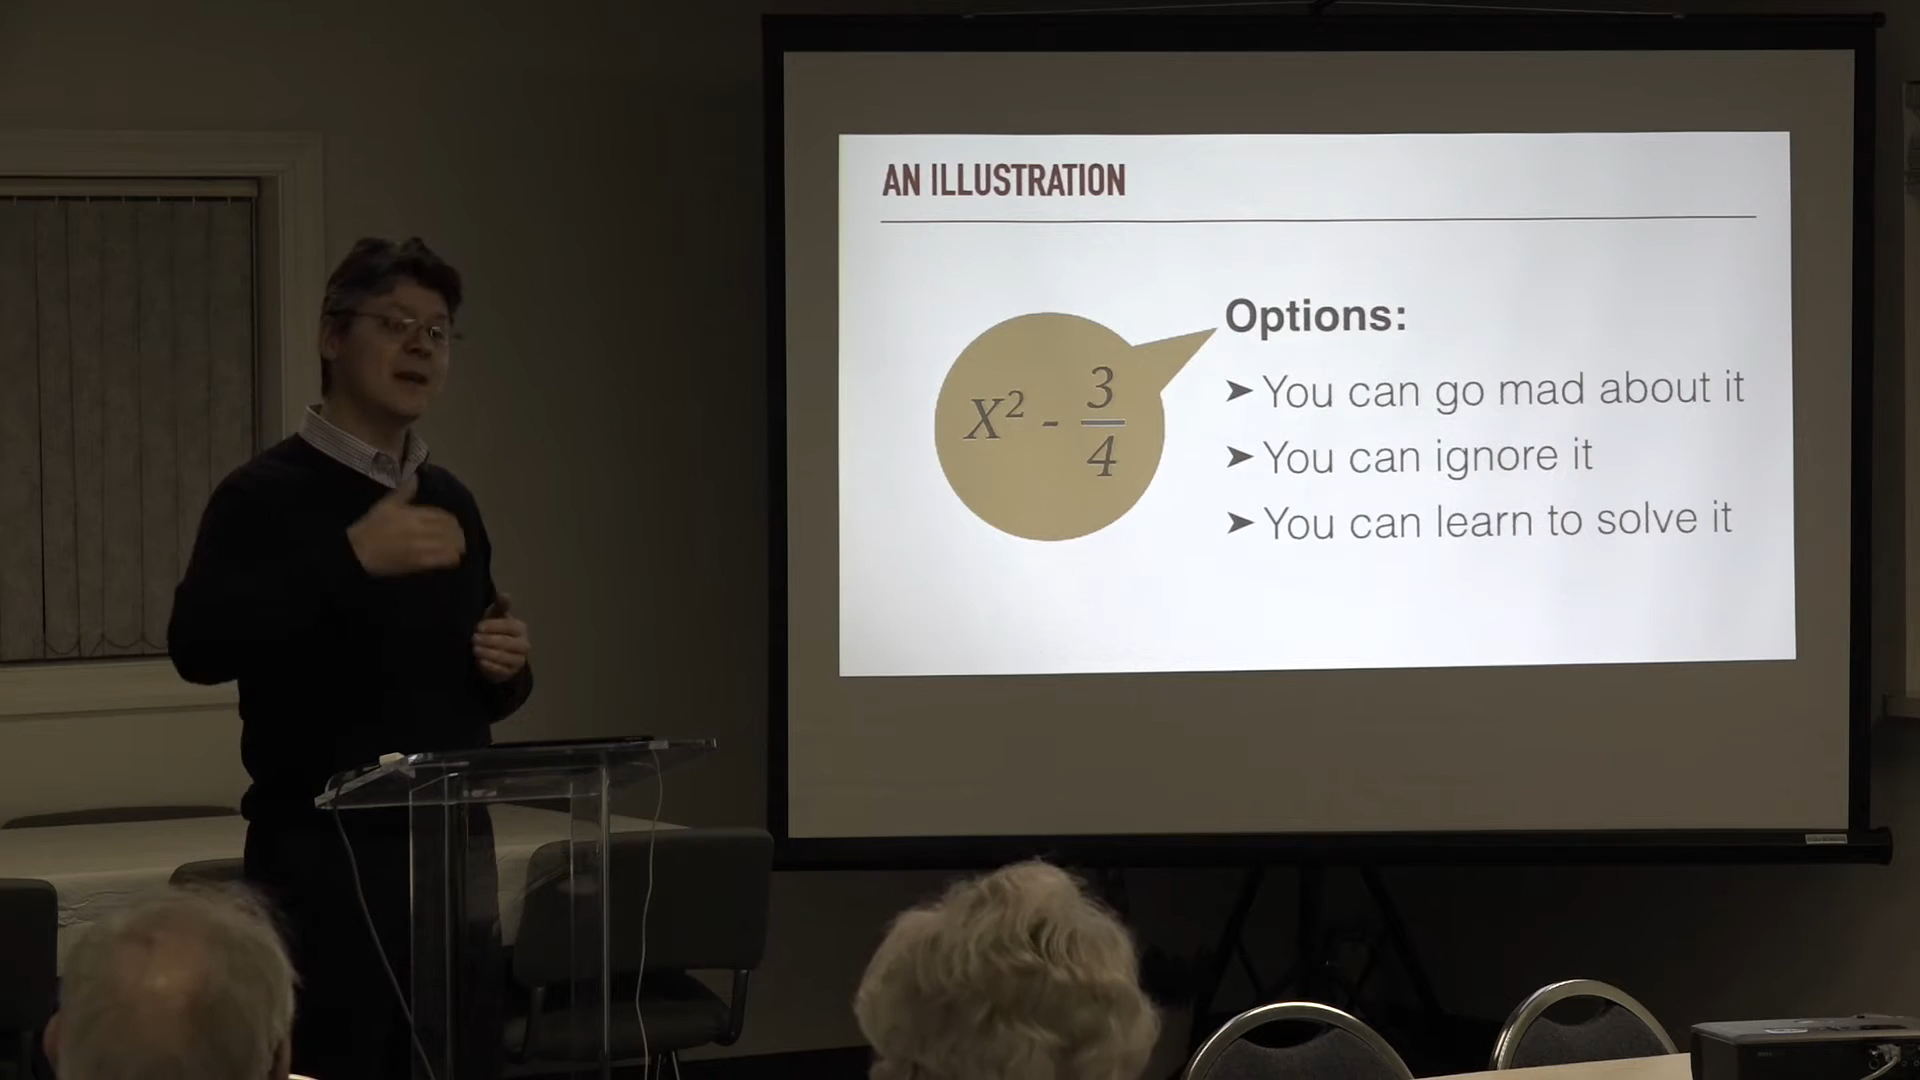 AN ILLUSTRATION
X² - 3/4
Options:
➤ You can go mad about it
➤ You can ignore it
➤ You can learn to solve it